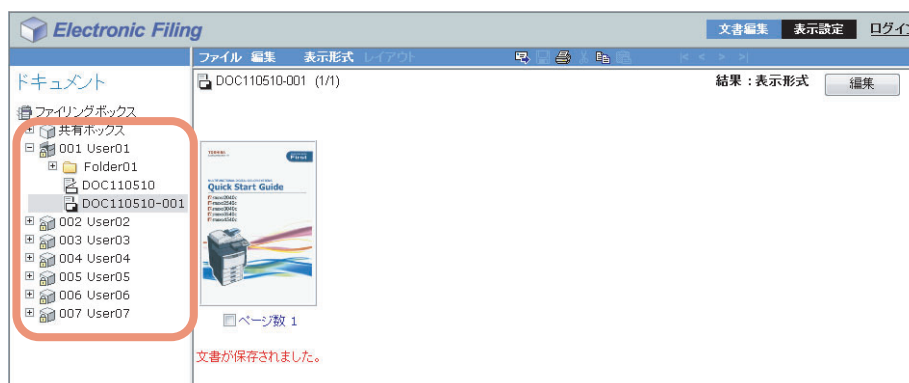 Electronic Filing
文書編集 表示設定 ログイン
ファイル 編集 表示形式 レイアウト
ドキュメント
DOC110510-001 (1/1)
結果:表示形式 編集
ファイリングボックス
共有ボックス
001 User01
Folder01
DOC110510
DOC110510-001
002 User02
003 User03
004 User04
005 User05
006 User06
007 User07
TOSHIBA
First
Quick Start Guide
ページ数 1
文書が保存されました。